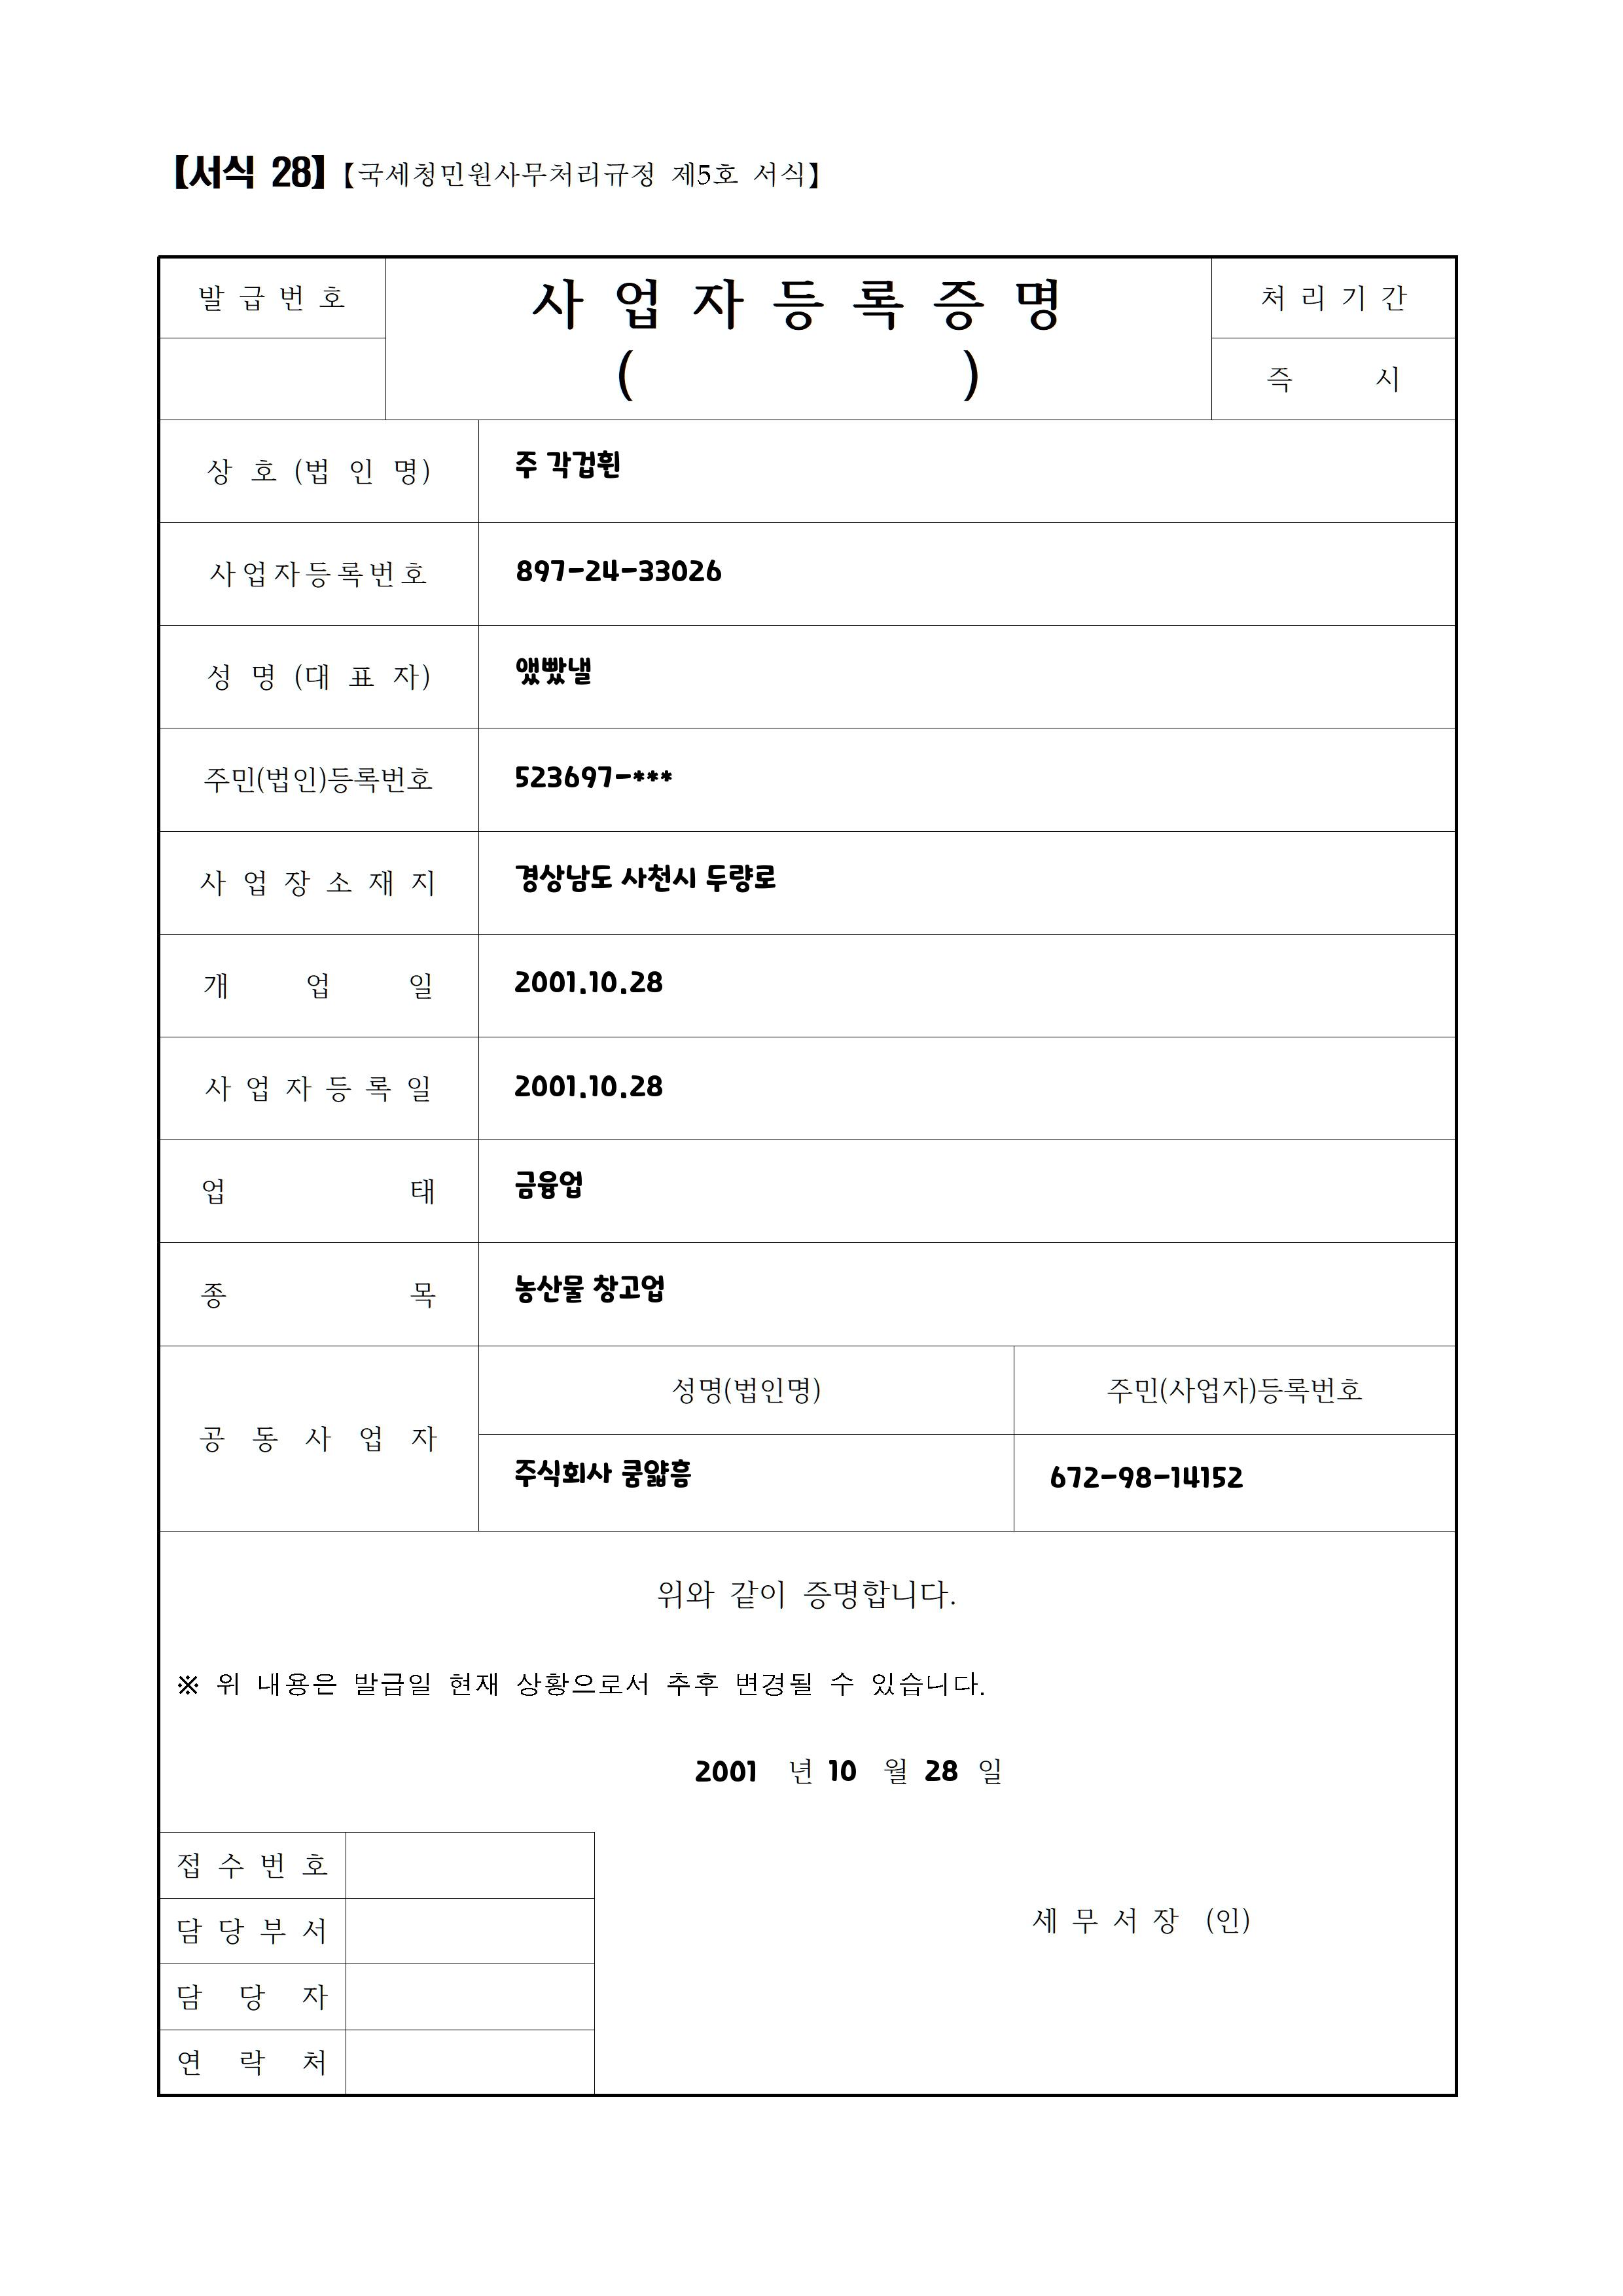 【서식 28】【국세청민원사무처리규정 제5호 서식】
발급번호
사업자등록증명
( )
처리기간
즉 시
상 호 (법 인 명) 주 각겁휜
사업자등록번호 897-24-33026
성 명 (대 표 자) 앴빴낼
주민(법인)등록번호 523697-***
사업장소재지 경상남도 사천시 두량로
개 업 일 2001.10.28
사업자등록일 2001.10.28
업 태 금융업
종 목 농산물 창고업
공동사업자
성명(법인명) 주민(사업자)등록번호
주식회사 쿵얇흠 672-98-14152
위와 같이 증명합니다.
※ 위 내용은 발급일 현재 상황으로서 추후 변경될 수 있습니다.
2001 년 10 월 28 일
접수번호
담당부서
세무서장 (인)
담 당 자
연 락 처